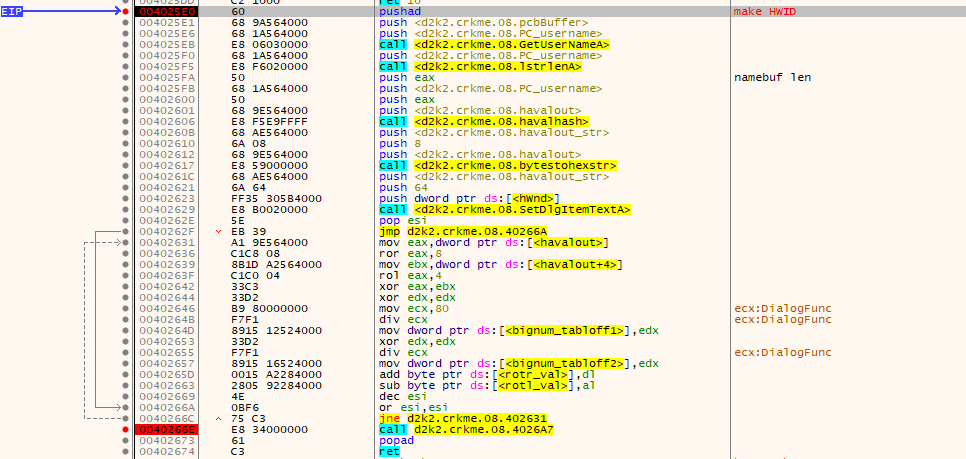 004025DD C2 1000 ret 10
EIP 004025E0 60 pushad make HWID
004025E1 68 9A564000 push <d2k2.crkme.08.pcbBuffer>
004025E6 68 1A564000 push <d2k2.crkme.08.PC_username>
004025EB E8 06030000 call <d2k2.crkme.08.GetUserNameA>
004025F0 68 1A564000 push <d2k2.crkme.08.PC_username>
004025F5 E8 F6020000 call <d2k2.crkme.08.lstrlenA>
004025FA 50 push eax namebuf len
004025FB 68 1A564000 push <d2k2.crkme.08.PC_username>
00402600 50 push eax
00402601 68 9E564000 push <d2k2.crkme.08.havalout>
00402606 E8 F5E9FFFF call <d2k2.crkme.08.havalhash>
0040260B 68 AE564000 push <d2k2.crkme.08.havalout_str>
00402610 6A 08 push 8
00402612 68 9E564000 push <d2k2.crkme.08.havalout>
00402617 E8 59000000 call <d2k2.crkme.08.bytestohexstr>
0040261C 68 AE564000 push <d2k2.crkme.08.havalout_str>
00402621 6A 64 push 64
00402623 FF35 305B4000 push dword ptr ds:[<hWnd>]
00402629 E8 B0020000 call <d2k2.crkme.08.SetDlgItemTextA>
0040262E 5E pop esi
0040262F EB 39 jmp d2k2.crkme.08.40266A
00402631 A1 9E564000 mov eax,dword ptr ds:[<havalout>]
00402636 C1C8 08 ror eax,8
00402639 8B1D A2564000 mov ebx,dword ptr ds:[<havalout+4>]
0040263F C1C0 04 rol eax,4
00402642 33C3 xor eax,ebx
00402644 33D2 xor edx,edx
00402646 B9 80000000 mov ecx,80 ecx:DialogFunc
0040264B F7F1 div ecx ecx:DialogFunc
0040264D 8915 12524000 mov dword ptr ds:[<bignum_tabloff1>],edx
00402653 33D2 xor edx,edx
00402655 F7F1 div ecx ecx:DialogFunc
00402657 8915 16524000 mov dword ptr ds:[<bignum_tabloff2>],edx
0040265D 0015 A2284000 add byte ptr ds:[<rotr_val>],dl
00402663 2805 92284000 sub byte ptr ds:[<rotl_val>],al
00402669 4E dec esi
0040266A 0BF6 or esi,esi
0040266C 75 C3 jne d2k2.crkme.08.402631
0040266E E8 34000000 call d2k2.crkme.08.4026A7
00402673 61 popad
00402674 C3 ret